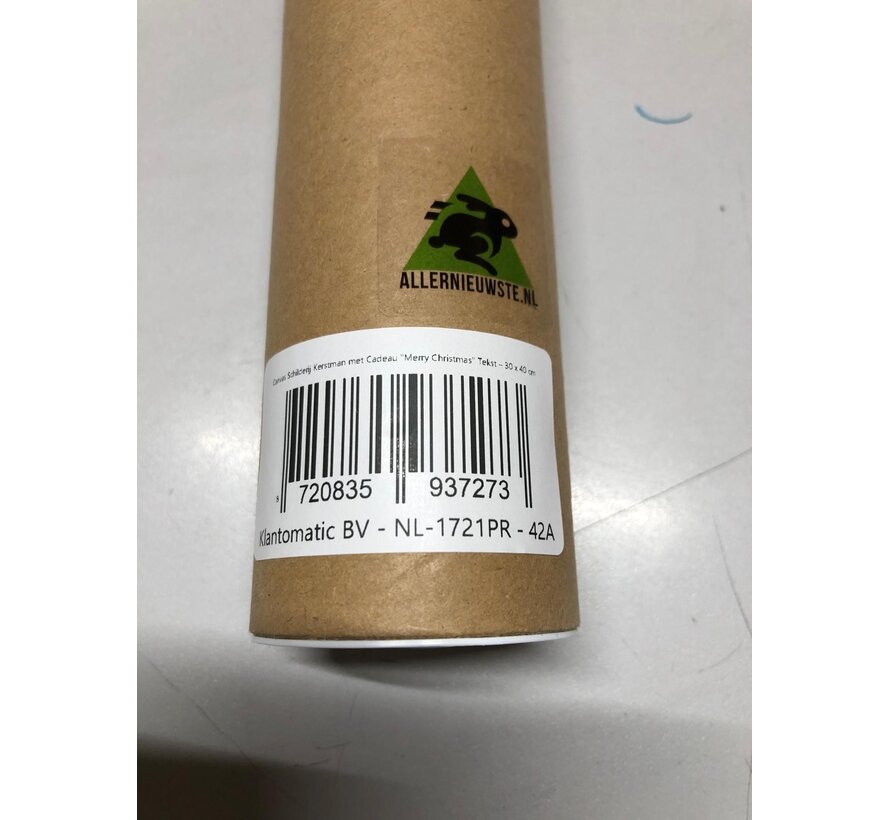 ALLERNIEUWSTE.NL
Canvas Schilderij Kerstman met Cadeau "Merry Christmas" Tekst – 30 x 40 cm
8 720835 937273
Klantomatic BV - NL-1721PR - 42A